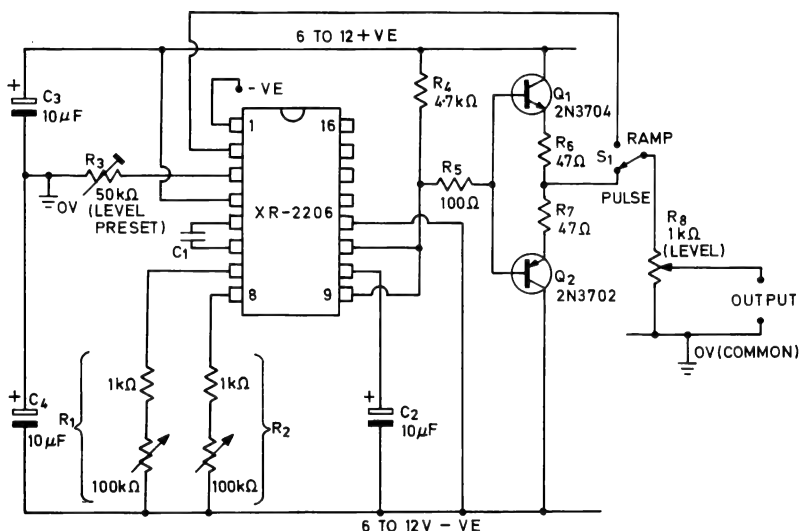 6 TO 12+VE
-VE
+
C3
10µF
R4
4·7kΩ
Q1
2N3704
1
16
R6
47Ω
RAMP
S1
PULSE
R3
50kΩ
(LEVEL
PRESET)
0V
XR-2206
R5
100Ω
C1
R7
47Ω
R8
1kΩ
(LEVEL)
Q2
2N3702
8
9
OUTPUT
0V(COMMON)
+
C4
10µF
R1
1kΩ
100kΩ
1kΩ
100kΩ
R2
+
C2
10µF
6 TO 12V -VE